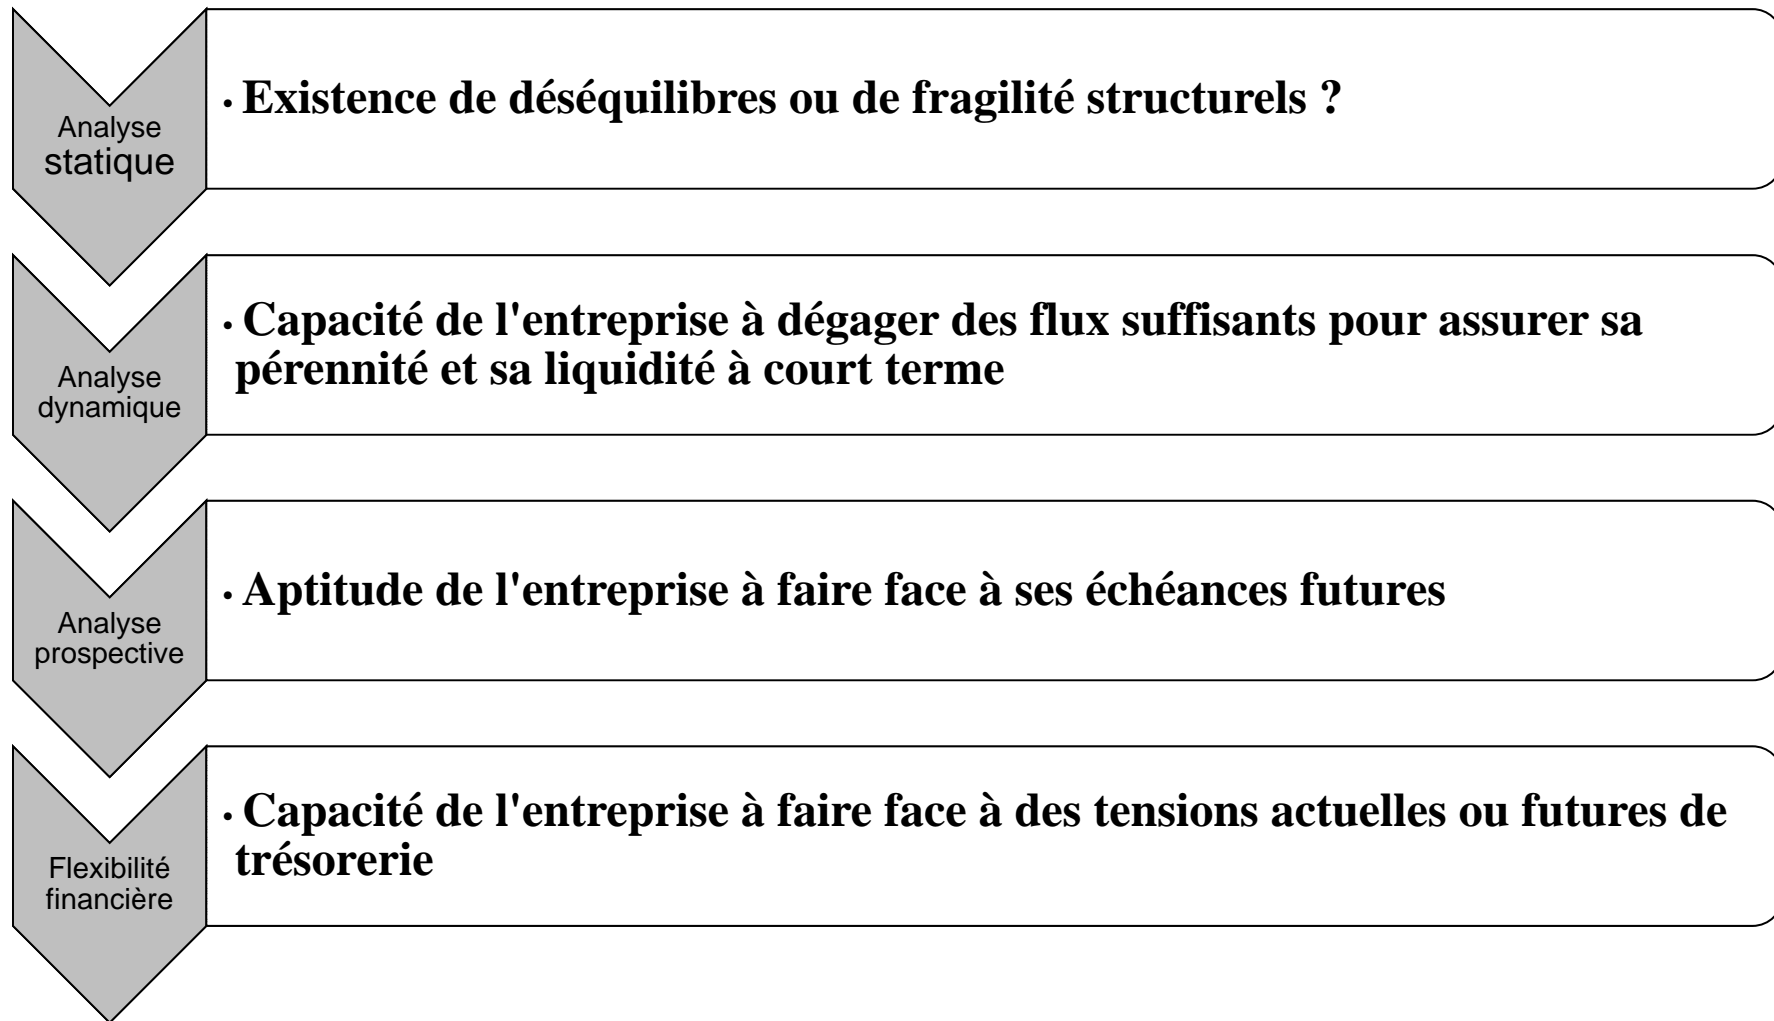 Analyse
statique
· Existence de déséquilibres ou de fragilité structurels ?
Analyse
dynamique
· Capacité de l'entreprise à dégager des flux suffisants pour assurer sa
pérennité et sa liquidité à court terme
Analyse
prospective
· Aptitude de l'entreprise à faire face à ses échéances futures
Flexibilité
financière
· Capacité de l'entreprise à faire face à des tensions actuelles ou futures de
trésorerie